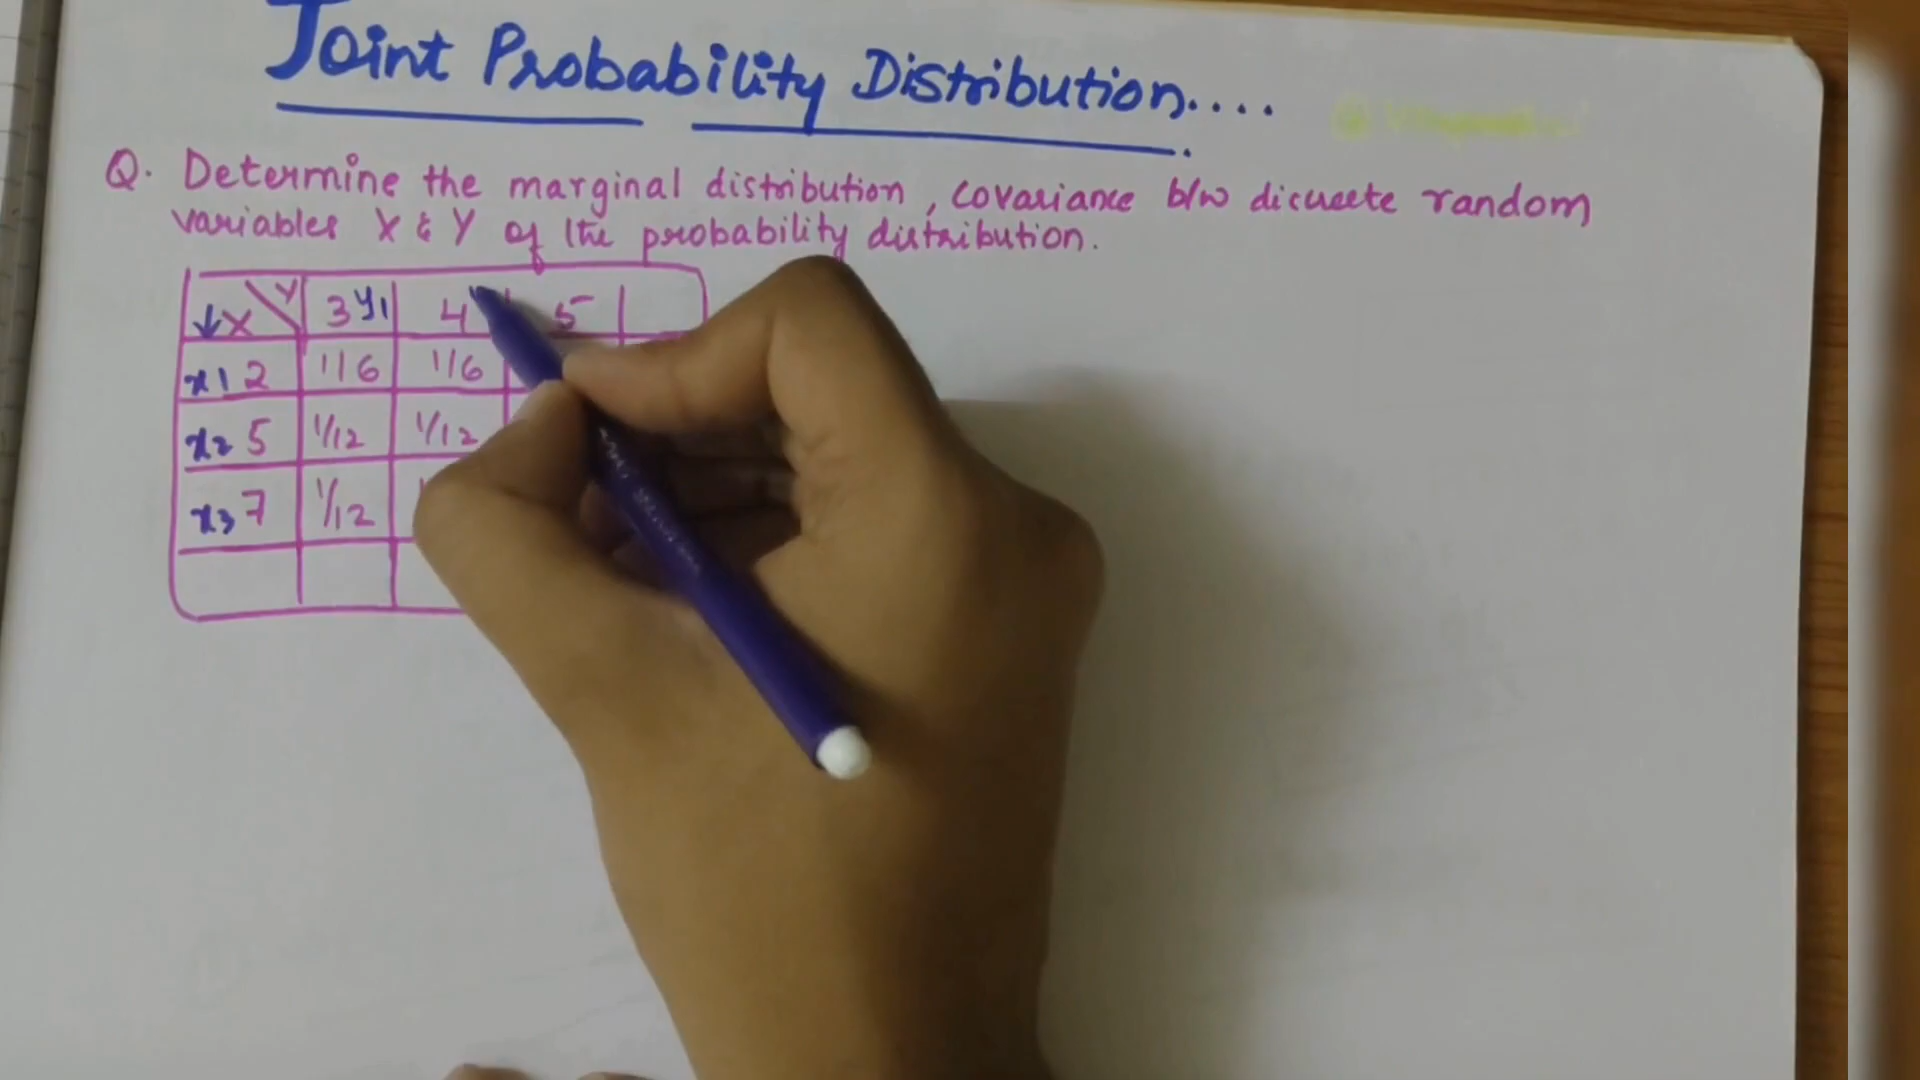 Joint Probability Distribution....
Q. Determine the marginal distribution, covariance b/w discrete random
variables X & Y of the probability distribution.
↓X \ Y 3 y1 4 5
x1 2 1/6 1/6
x2 5 1/12 1/12
x3 7 1/12